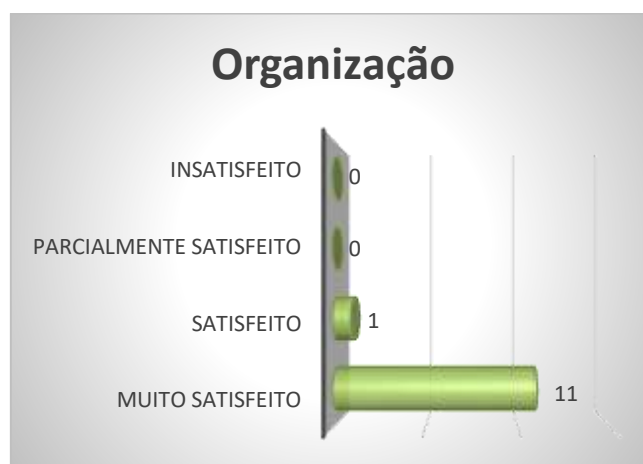 Organização
INSATISFEITO 0
PARCIALMENTE SATISFEITO 0
SATISFEITO 1
MUITO SATISFEITO 11